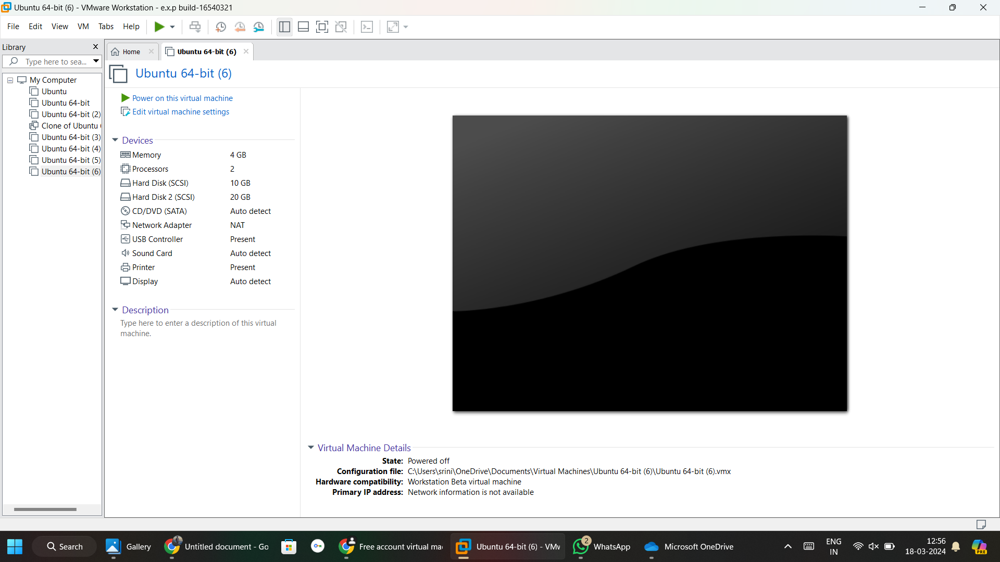 Ubuntu 64-bit (6) - VMware Workstation - e.x.p build-16540321
File Edit View VM Tabs Help
Library
Type here to sea...
My Computer
Ubuntu
Ubuntu 64-bit
Ubuntu 64-bit (2)
Clone of Ubuntu
Ubuntu 64-bit (3)
Ubuntu 64-bit (4)
Ubuntu 64-bit (5)
Ubuntu 64-bit (6)
Home Ubuntu 64-bit (6)
Ubuntu 64-bit (6)
Power on this virtual machine
Edit virtual machine settings
Devices
Memory 4 GB
Processors 2
Hard Disk (SCSI) 10 GB
Hard Disk 2 (SCSI) 20 GB
CD/DVD (SATA) Auto detect
Network Adapter NAT
USB Controller Present
Sound Card Auto detect
Printer Present
Display Auto detect
Description
Type here to enter a description of this virtual
machine.
Virtual Machine Details
State: Powered off
Configuration file: C:\Users\srini\OneDrive\Documents\Virtual Machines\Ubuntu 64-bit (6)\Ubuntu 64-bit (6).vmx
Hardware compatibility: Workstation Beta virtual machine
Primary IP address: Network information is not available
Search Gallery Untitled document - Go Free account virtual ma Ubuntu 64-bit (6) - VMw 2 WhatsApp Microsoft OneDrive
ENG
IN
12:56
18-03-2024
PRE